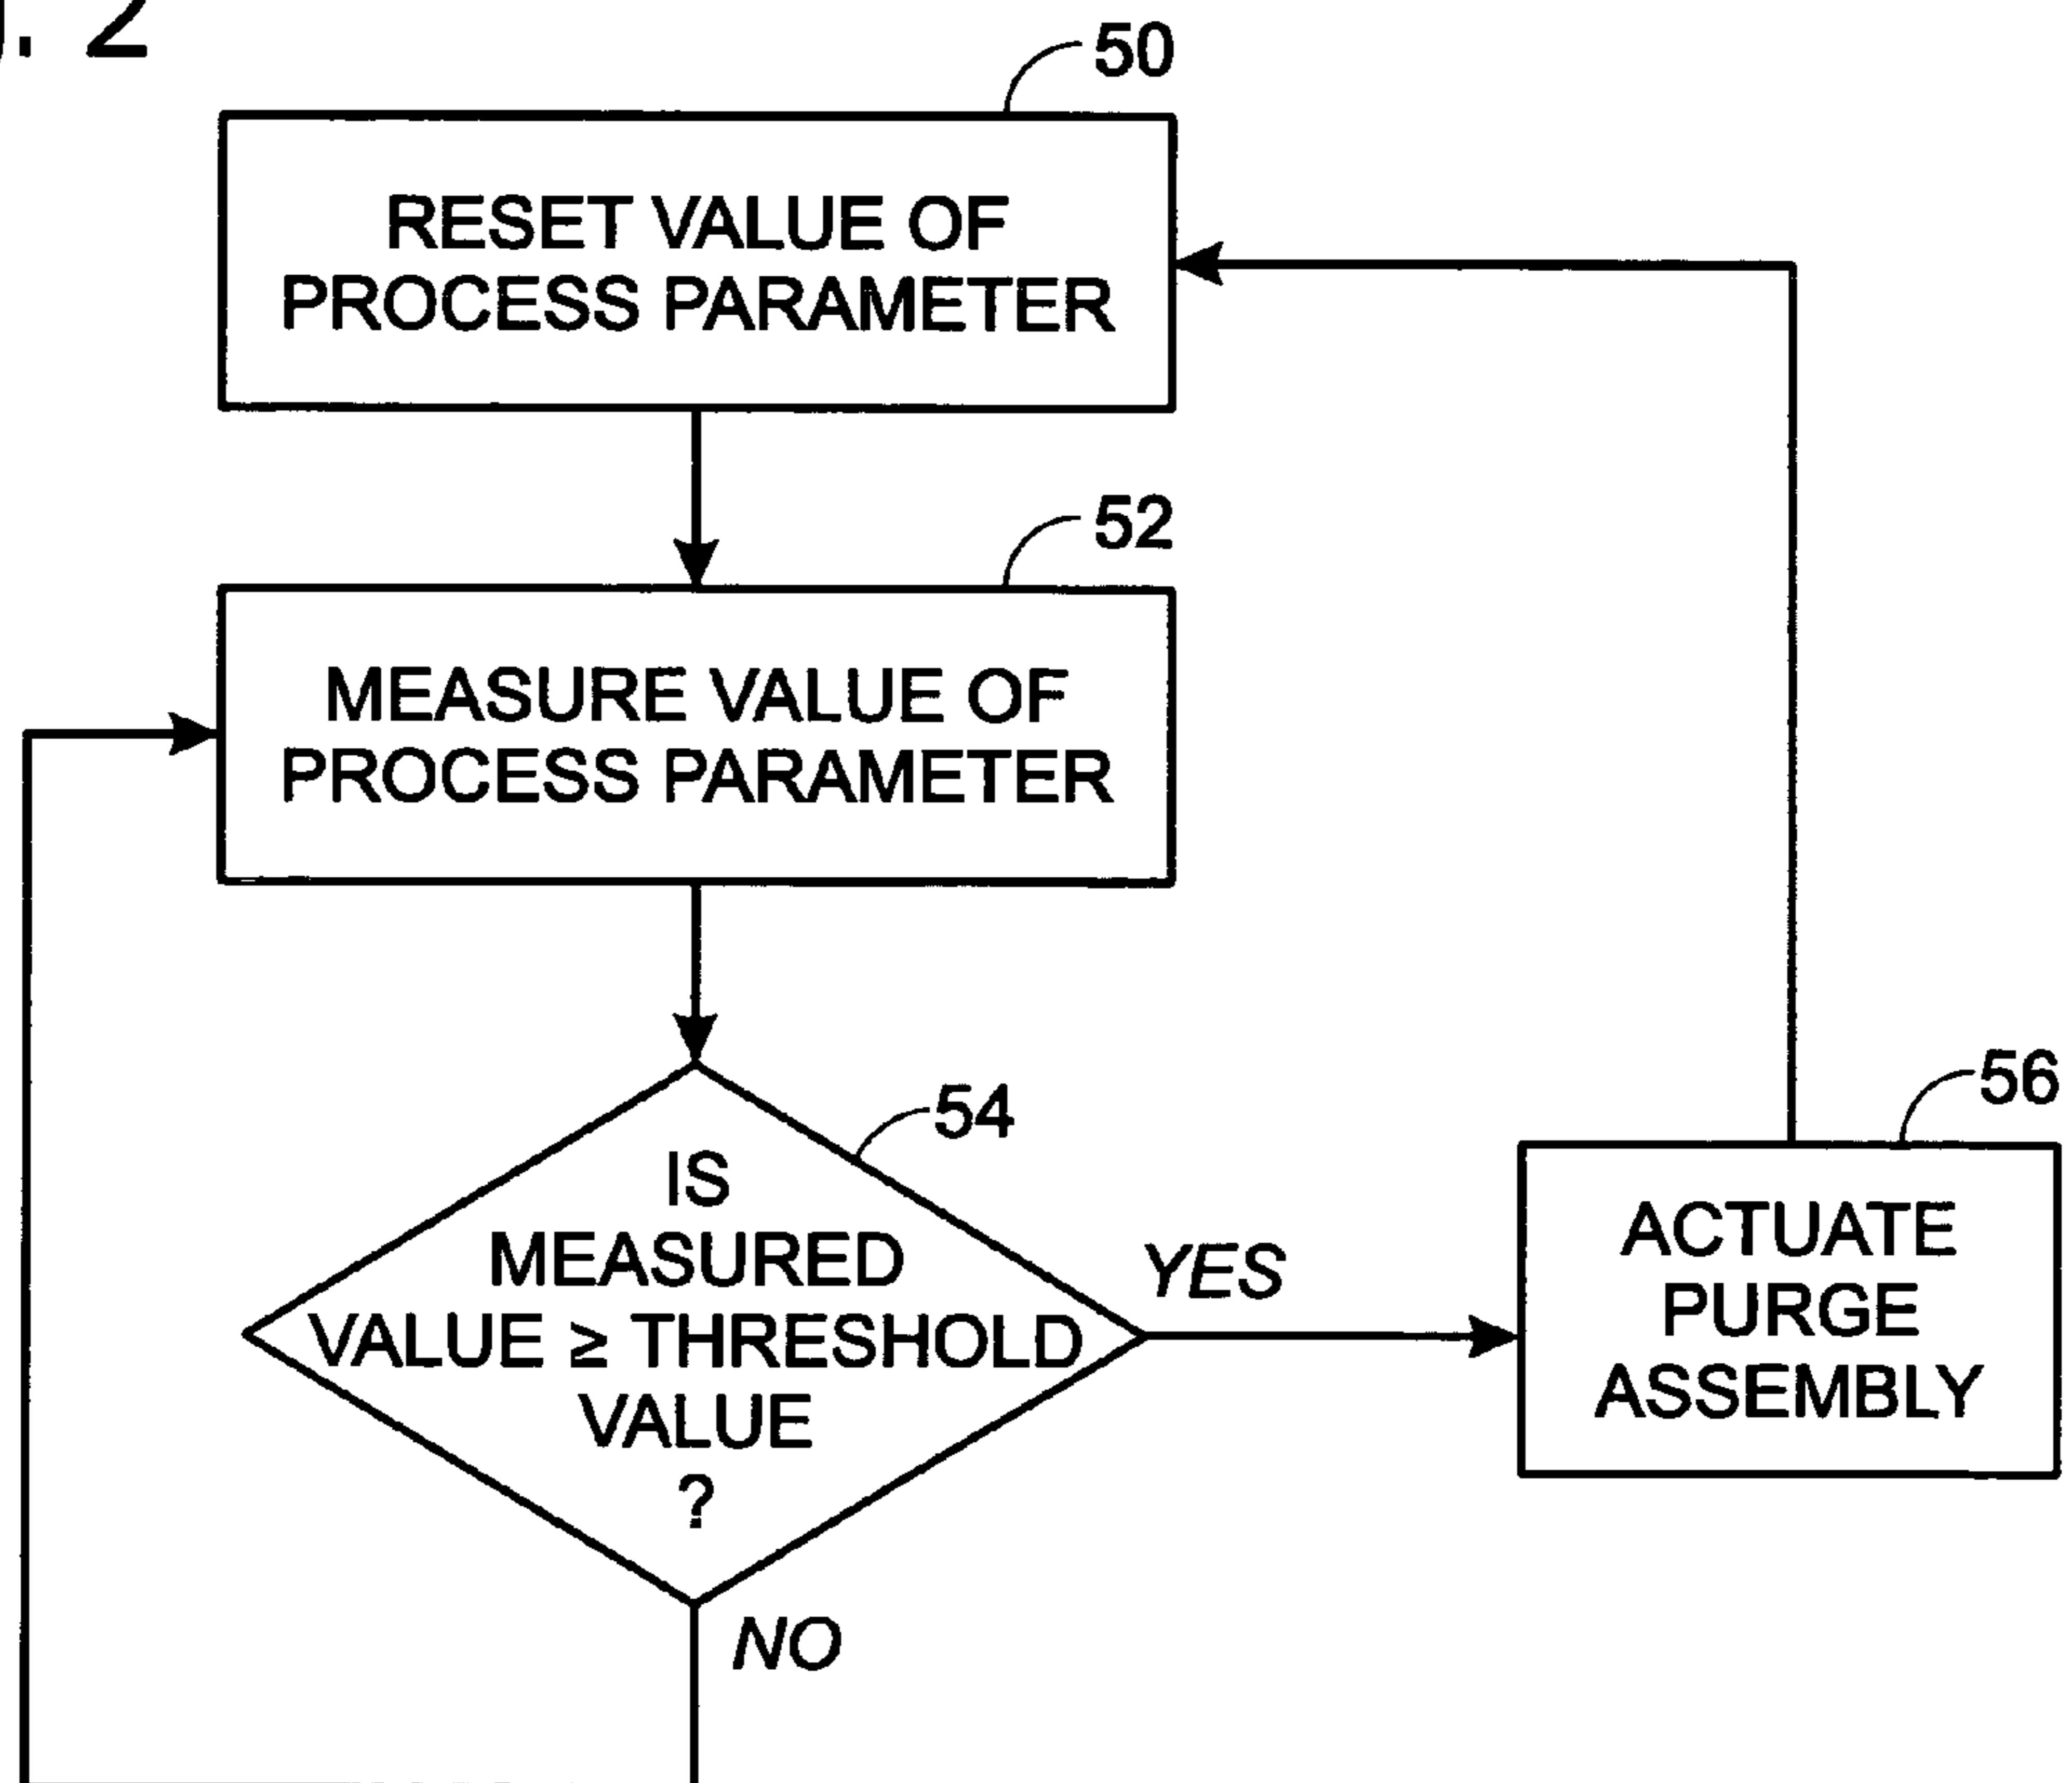 . 2
50
RESET VALUE OF
PROCESS PARAMETER
52
MEASURE VALUE OF
PROCESS PARAMETER
54
IS
MEASURED
VALUE ≥ THRESHOLD
VALUE
?
YES
56
ACTUATE
PURGE
ASSEMBLY
NO